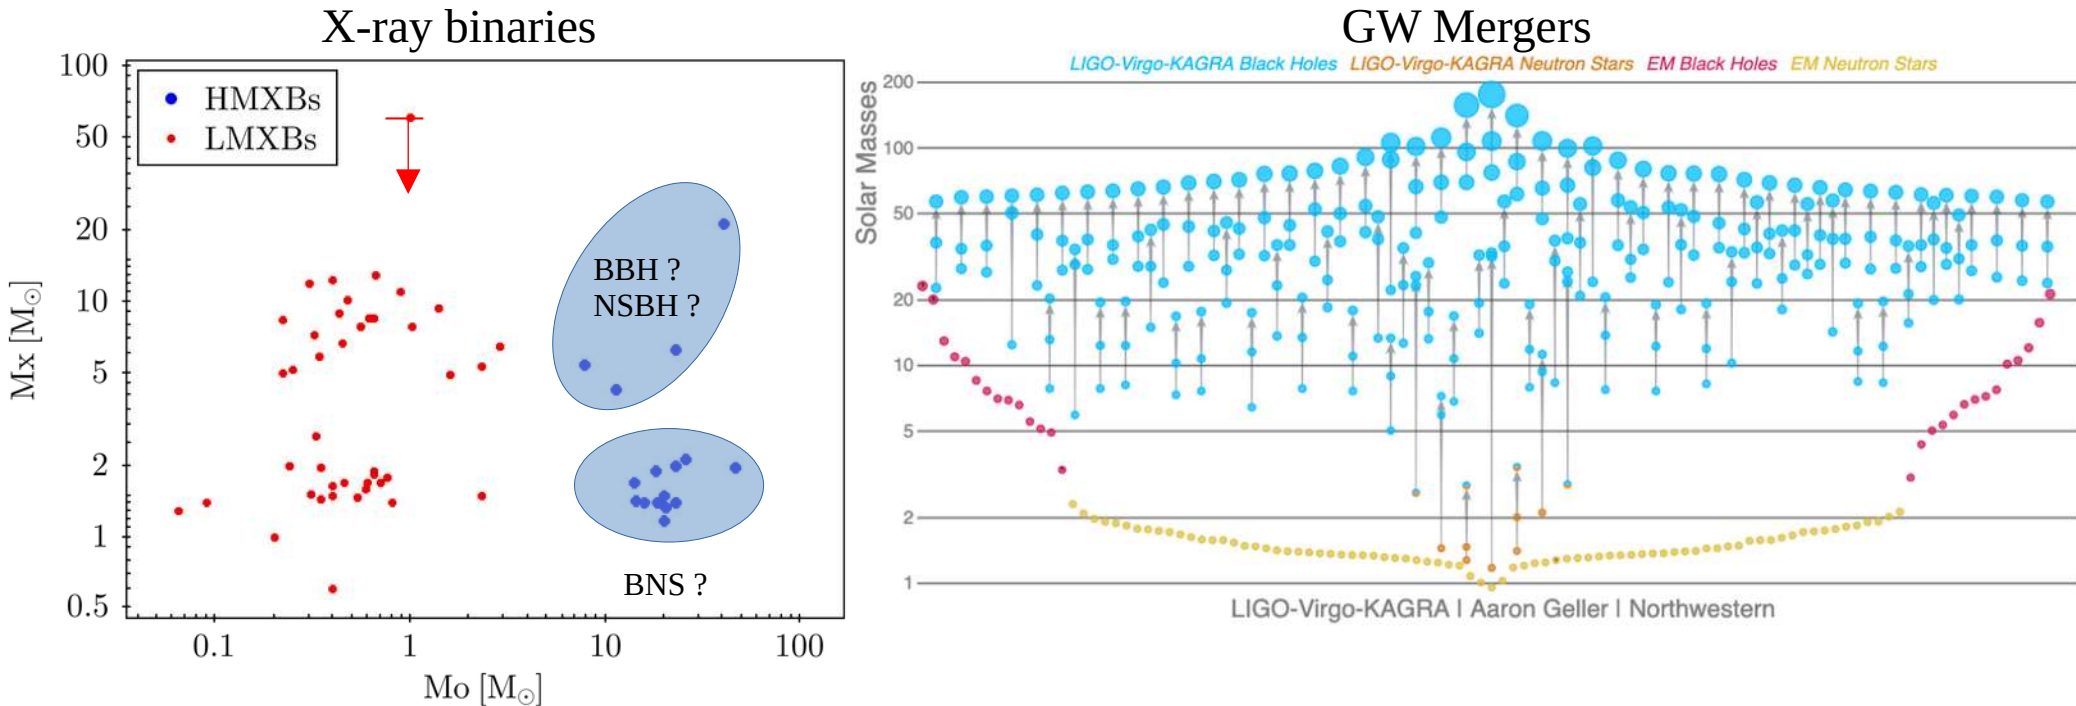 X-ray binaries
GW Mergers
HMXBs
LMXBs
100
50
20
10
5
2
1
0.5
Mx [M☉]
BBH ?
NSBH ?
BNS ?
0.1
1
10
100
Mo [M☉]
LIGO-Virgo-KAGRA Black Holes LIGO-Virgo-KAGRA Neutron Stars EM Black Holes EM Neutron Stars
Solar Masses
200
100
50
20
10
5
2
1
LIGO-Virgo-KAGRA | Aaron Geller | Northwestern